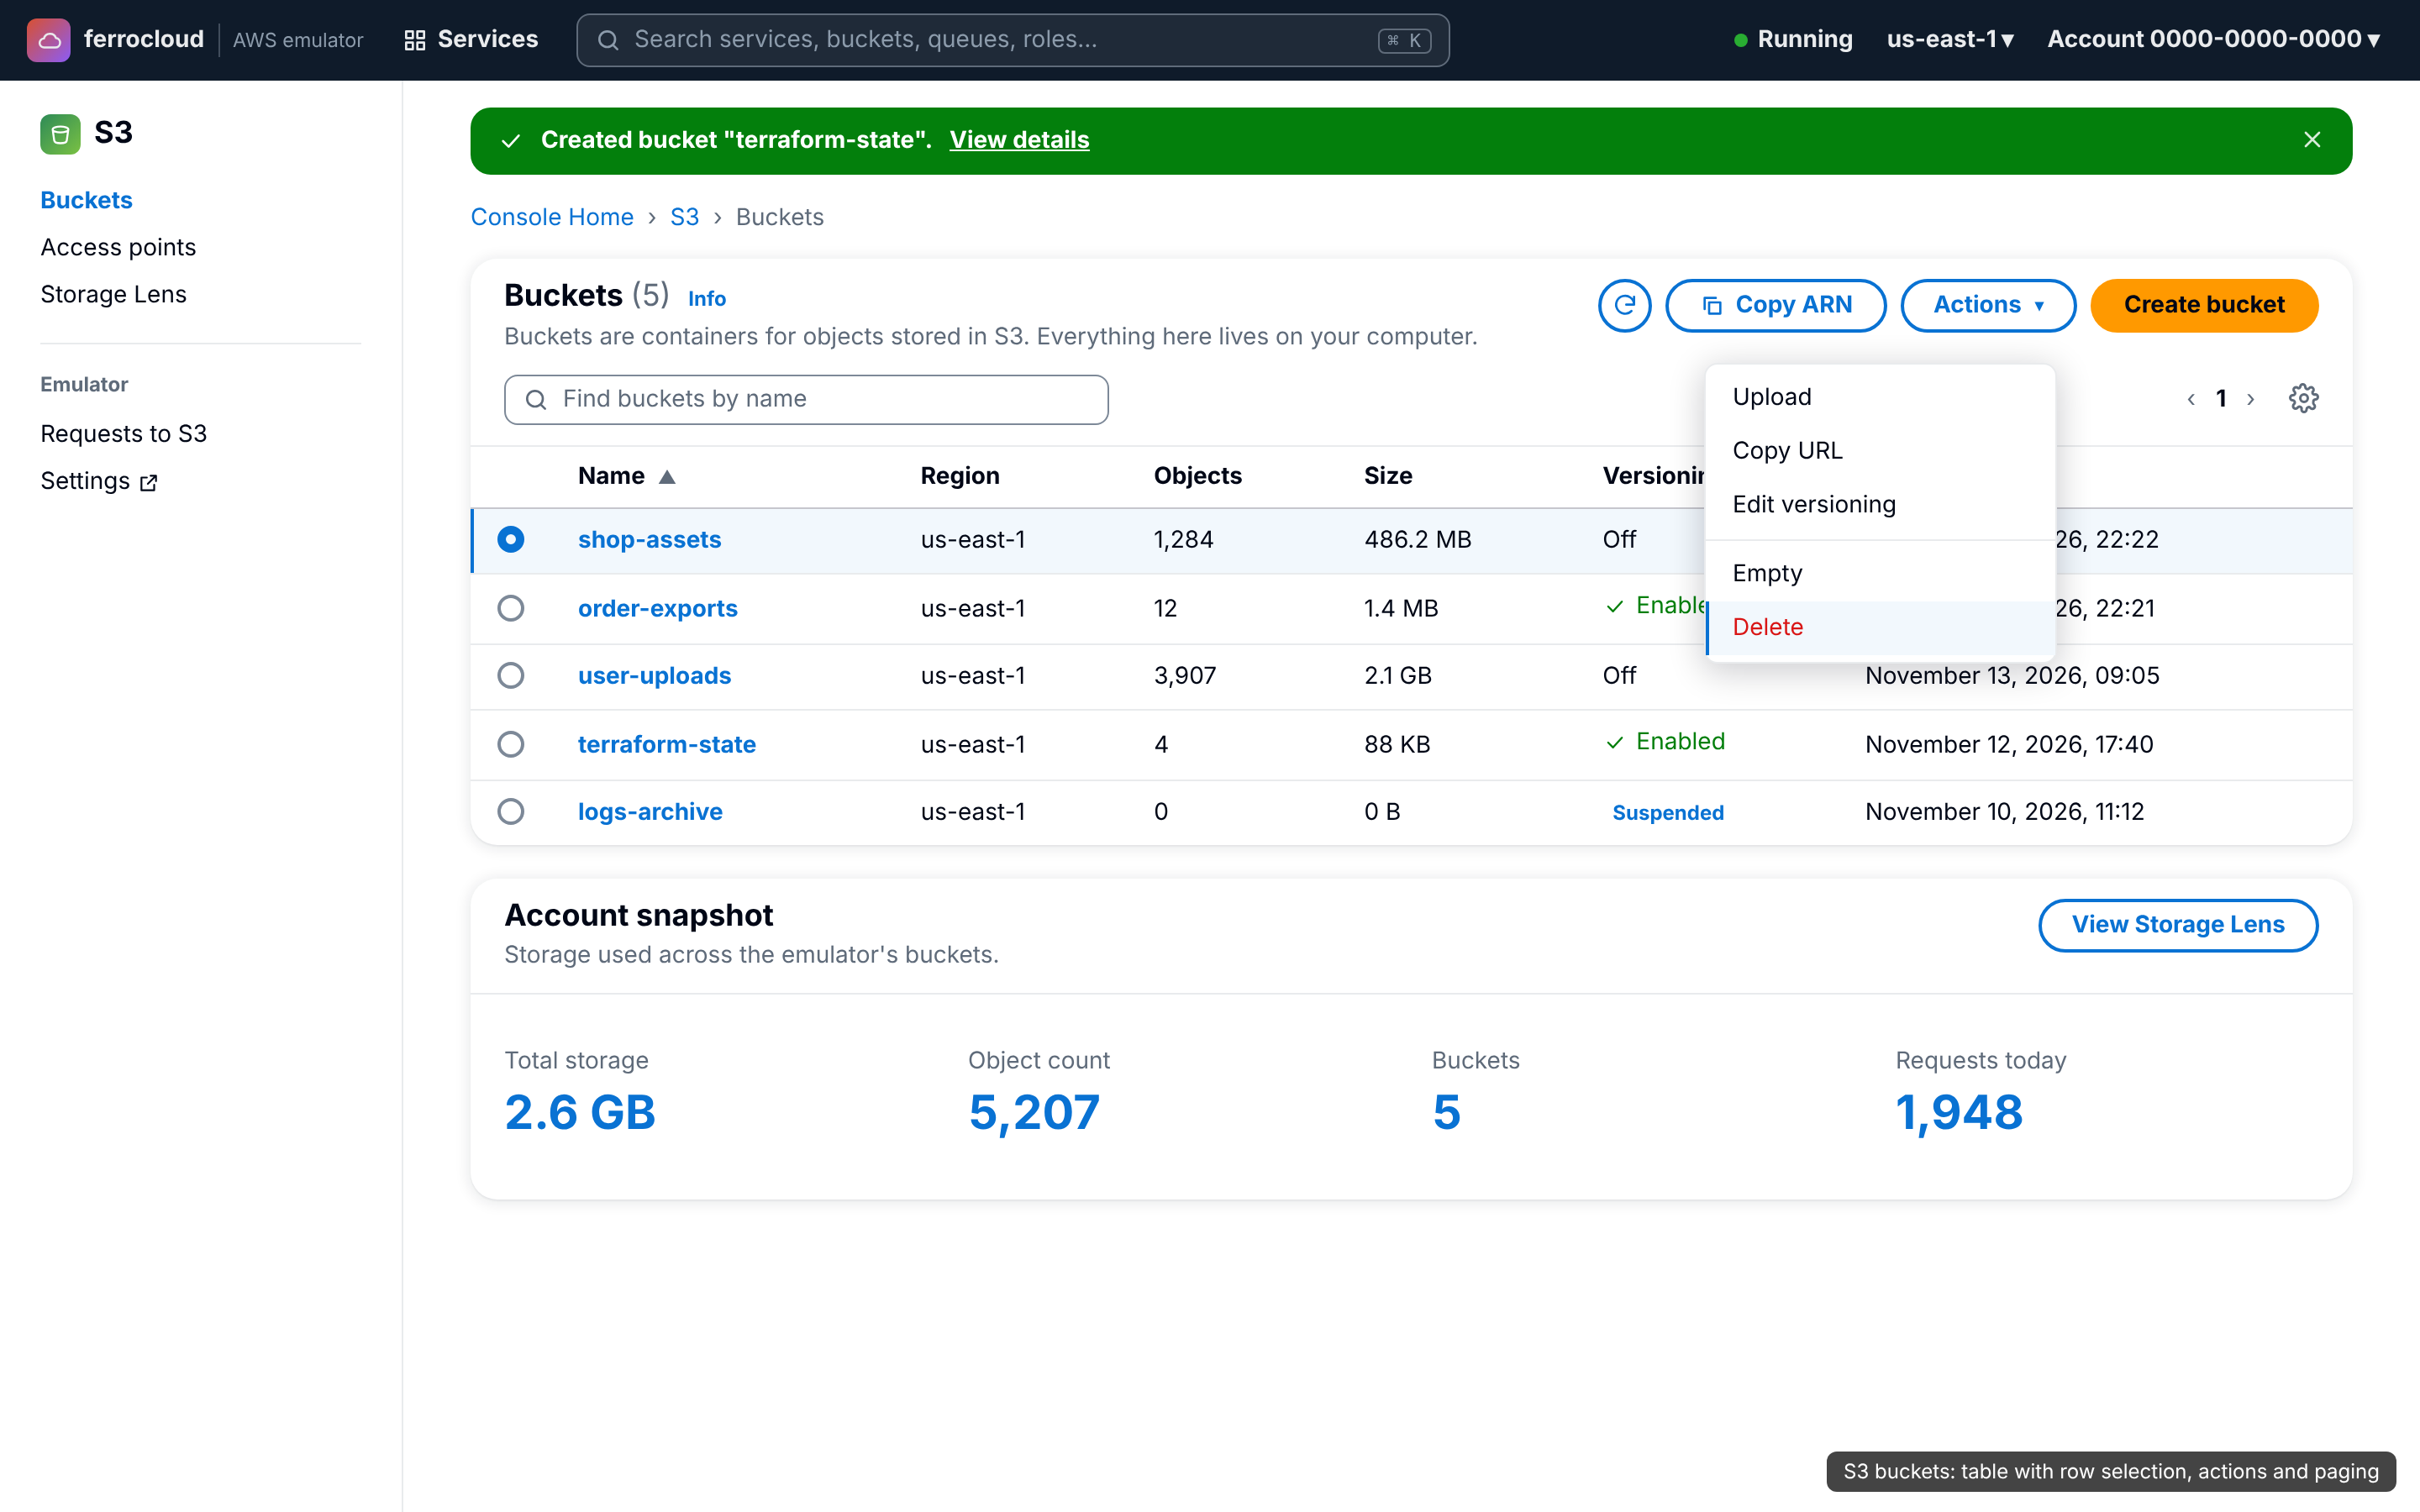 ferrocloud AWS emulator Services Search services, buckets, queues, roles... ⌘ K Running us-east-1 ▾ Account 0000-0000-0000 ▾
S3
Buckets
Access points
Storage Lens
Emulator
Requests to S3
Settings
Created bucket "terraform-state". View details
Console Home › S3 › Buckets
Buckets (5) Info
Buckets are containers for objects stored in S3. Everything here lives on your computer.
Copy ARN Actions ▾ Create bucket
Find buckets by name
‹ 1 ›
Upload
Copy URL
Edit versioning
Empty
Delete
Name ▲ Region Objects Size Versionin
shop-assets us-east-1 1,284 486.2 MB Off 26, 22:22
order-exports us-east-1 12 1.4 MB Enable 26, 22:21
user-uploads us-east-1 3,907 2.1 GB Off November 13, 2026, 09:05
terraform-state us-east-1 4 88 KB Enabled November 12, 2026, 17:40
logs-archive us-east-1 0 0 B Suspended November 10, 2026, 11:12
Account snapshot
Storage used across the emulator's buckets.
View Storage Lens
Total storage Object count Buckets Requests today
2.6 GB 5,207 5 1,948
S3 buckets: table with row selection, actions and paging